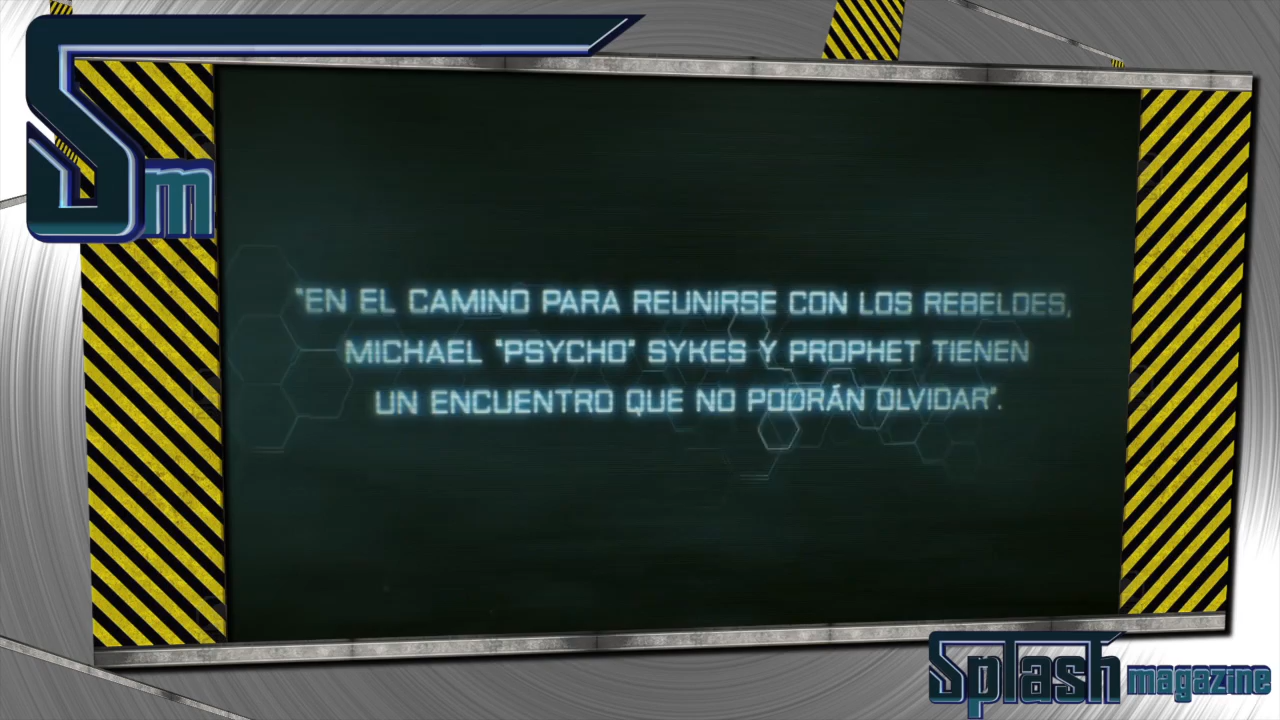 Sm
"EN EL CAMINO PARA REUNIRSE CON LOS REBELDES,
MICHAEL "PSYCHO" SYKES Y PROPHET TIENEN
UN ENCUENTRO QUE NO PODRÁN OLVIDAR".
Splash magazine